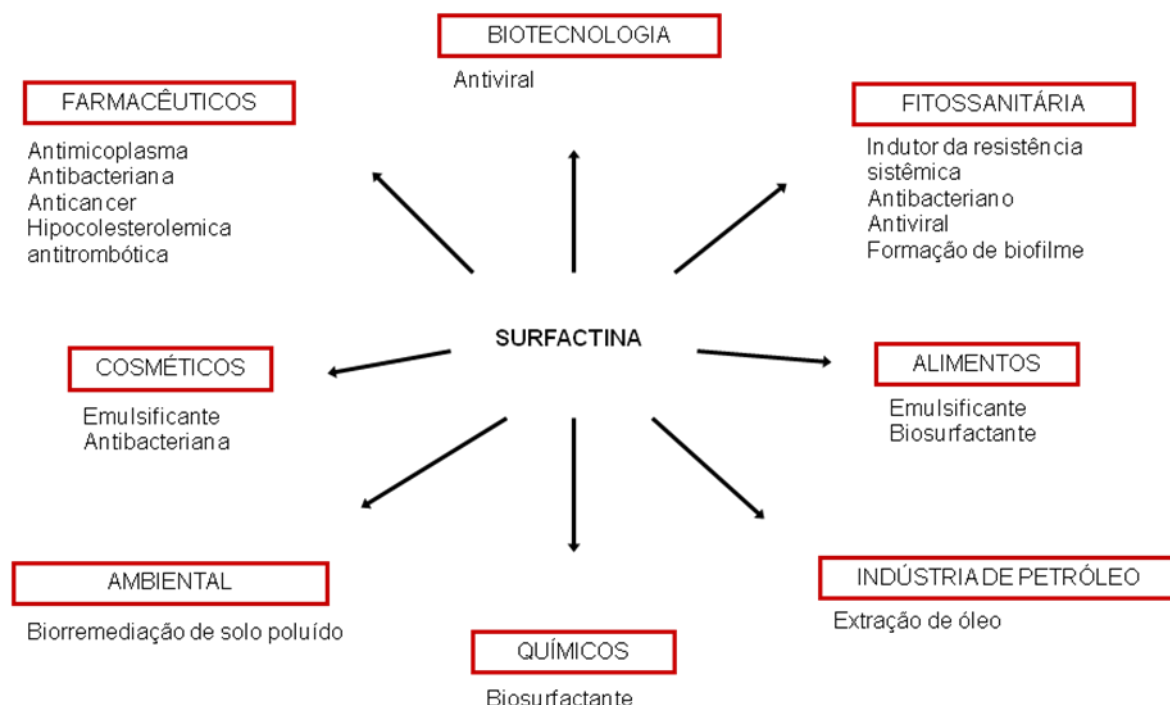 BIOTECNOLOGIA
Antiviral
FARMACÊUTICOS
Antimicoplasma
Antibacteriana
Anticancer
Hipocolesterolemica
antitrombótica
FITOSSANITÁRIA
Indutor da resistência
sistêmica
Antibacteriano
Antiviral
Formação de biofilme
SURFACTINA
COSMÉTICOS
Emulsificante
Antibacteriana
ALIMENTOS
Emulsificante
Biosurfactante
AMBIENTAL
Biorremediação de solo poluído
QUÍMICOS
Biosurfactante
INDÚSTRIA DE PETRÓLEO
Extração de óleo